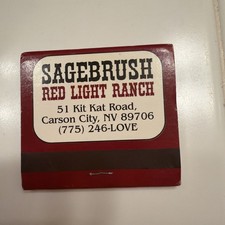 SAGEBRUSH
RED LIGHT RANCH
51 Kit Kat Road,
Carson City, NV 89706
(775) 246-LOVE